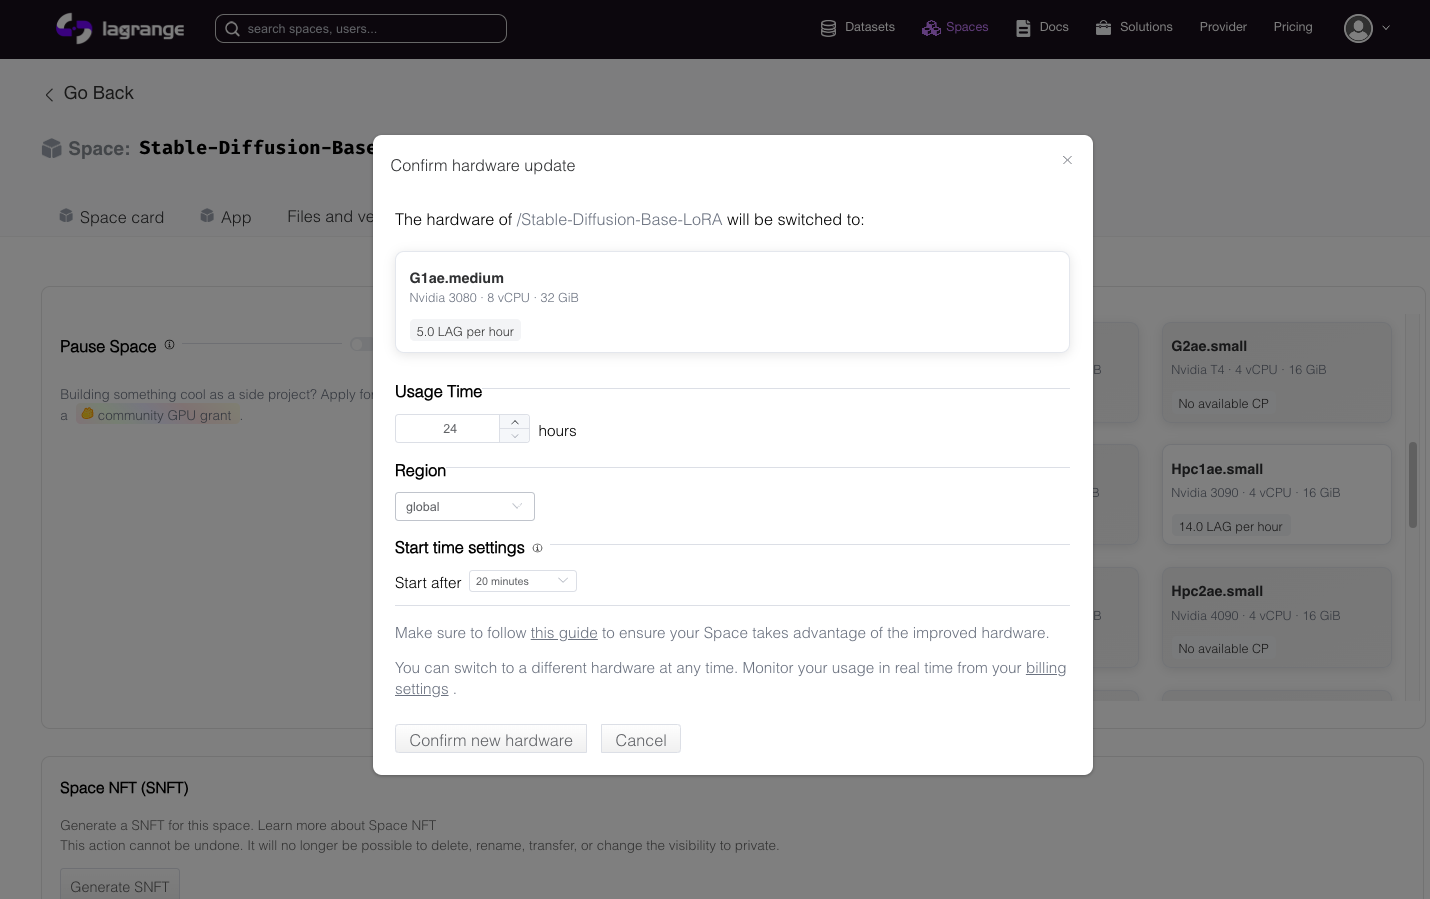 lagrange
search spaces, users...
Datasets
Spaces
Docs
Solutions
Provider
Pricing
Go Back
Space: Stable-Diffusion-Base
Space card
App
Files and ve
Confirm hardware update
The hardware of /Stable-Diffusion-Base-LoRA will be switched to:
G1ae.medium
Nvidia 3080 · 8 vCPU · 32 GiB
5.0 LAG per hour
Usage Time
24 hours
Region
global
Start time settings
Start after 20 minutes
Make sure to follow this guide to ensure your Space takes advantage of the improved hardware.
You can switch to a different hardware at any time. Monitor your usage in real time from your billing
settings .
Confirm new hardware
Cancel
Pause Space
Building something cool as a side project? Apply for
a community GPU grant .
B
G2ae.small
Nvidia T4 · 4 vCPU · 16 GiB
No available CP
B
Hpc1ae.small
Nvidia 3090 · 4 vCPU · 16 GiB
14.0 LAG per hour
B
Hpc2ae.small
Nvidia 4090 · 4 vCPU · 16 GiB
No available CP
Space NFT (SNFT)
Generate a SNFT for this space. Learn more about Space NFT
This action cannot be undone. It will no longer be possible to delete, rename, transfer, or change the visibility to private.
Generate SNFT